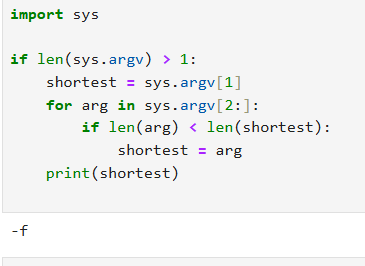 import sys
if len(sys.argv) > 1:
    shortest = sys.argv[1]
    for arg in sys.argv[2:]:
        if len(arg) < len(shortest):
            shortest = arg
    print(shortest)
-f